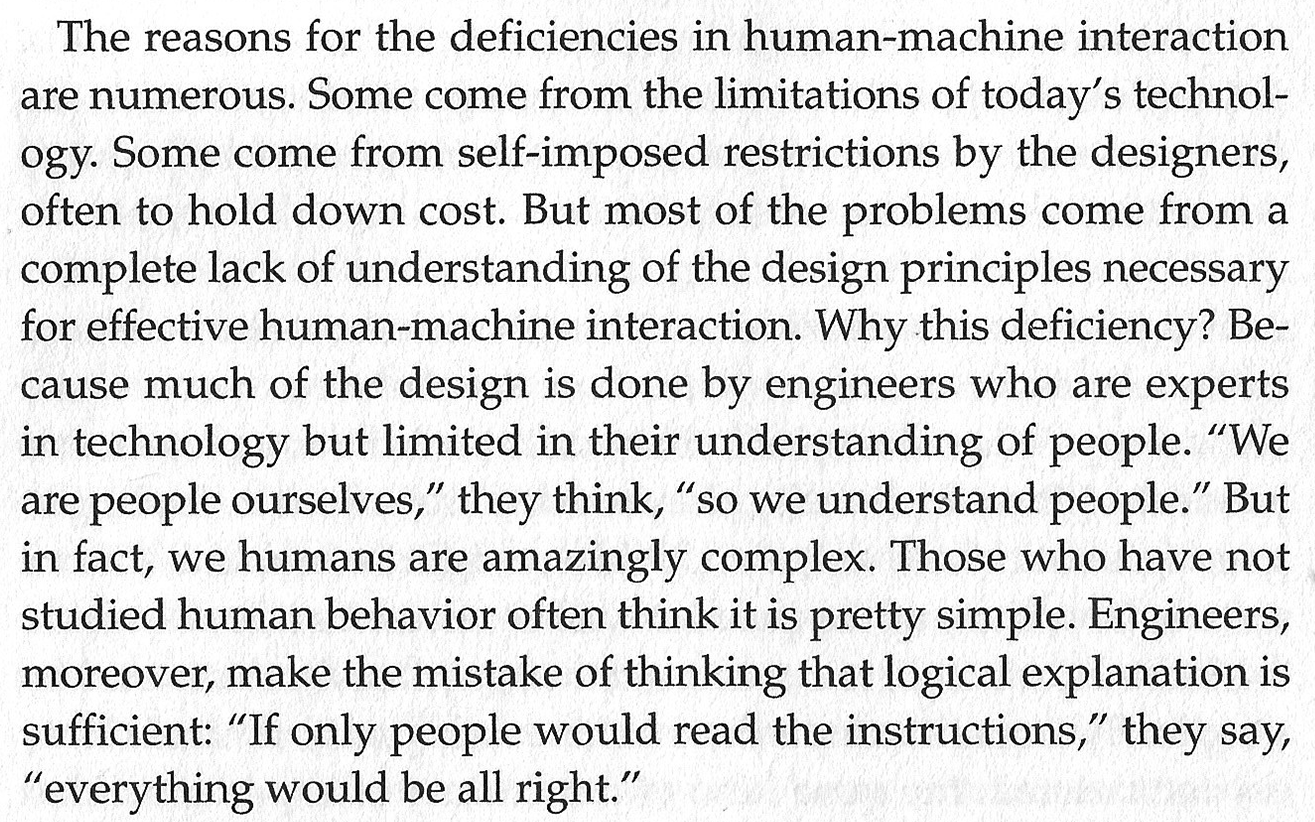 The reasons for the deficiencies in human-machine interaction
are numerous. Some come from the limitations of today's technol-
ogy. Some come from self-imposed restrictions by the designers,
often to hold down cost. But most of the problems come from a
complete lack of understanding of the design principles necessary
for effective human-machine interaction. Why this deficiency? Be-
cause much of the design is done by engineers who are experts
in technology but limited in their understanding of people. “We
are people ourselves,” they think, “so we understand people.” But
in fact, we humans are amazingly complex. Those who have not
studied human behavior often think it is pretty simple. Engineers,
moreover, make the mistake of thinking that logical explanation is
sufficient: “If only people would read the instructions,” they say,
“everything would be all right.”